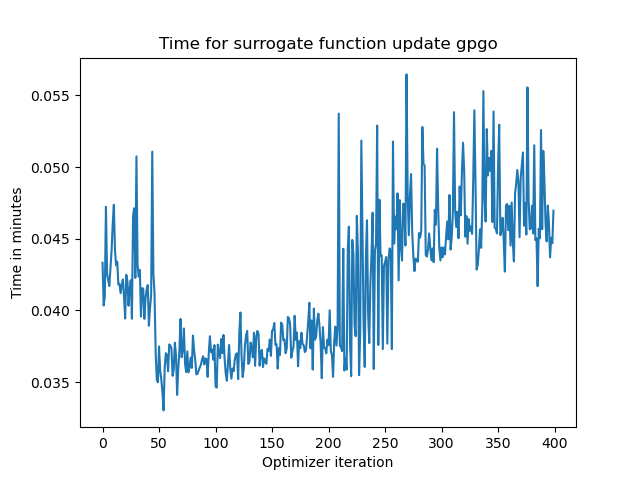 Time for surrogate function update gpgo
0.055
0.050
0.045
0.040
0.035
Time in minutes
0 50 100 150 200 250 300 350 400
Optimizer iteration